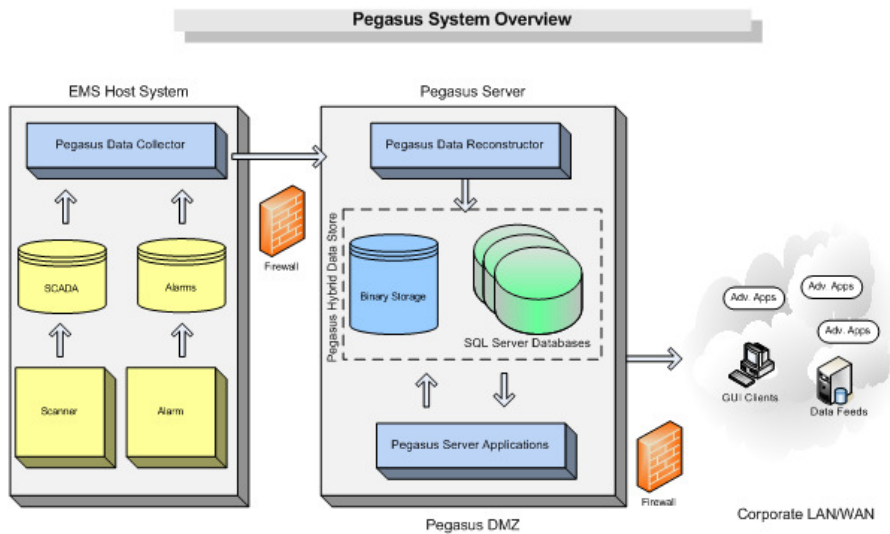 Pegasus System Overview
EMS Host System
Pegasus Data Collector
SCADA
Alarms
Scanner
Alarm
Firewall
Pegasus Server
Pegasus Data Reconstructor
Pegasus Hybrid Data Store
Binary Storage
SQL Server Databases
Pegasus Server Applications
Pegasus DMZ
Firewall
Adv. Apps
Adv. Apps
Adv. Apps
GUI Clients
Data Feeds
Corporate LAN/WAN